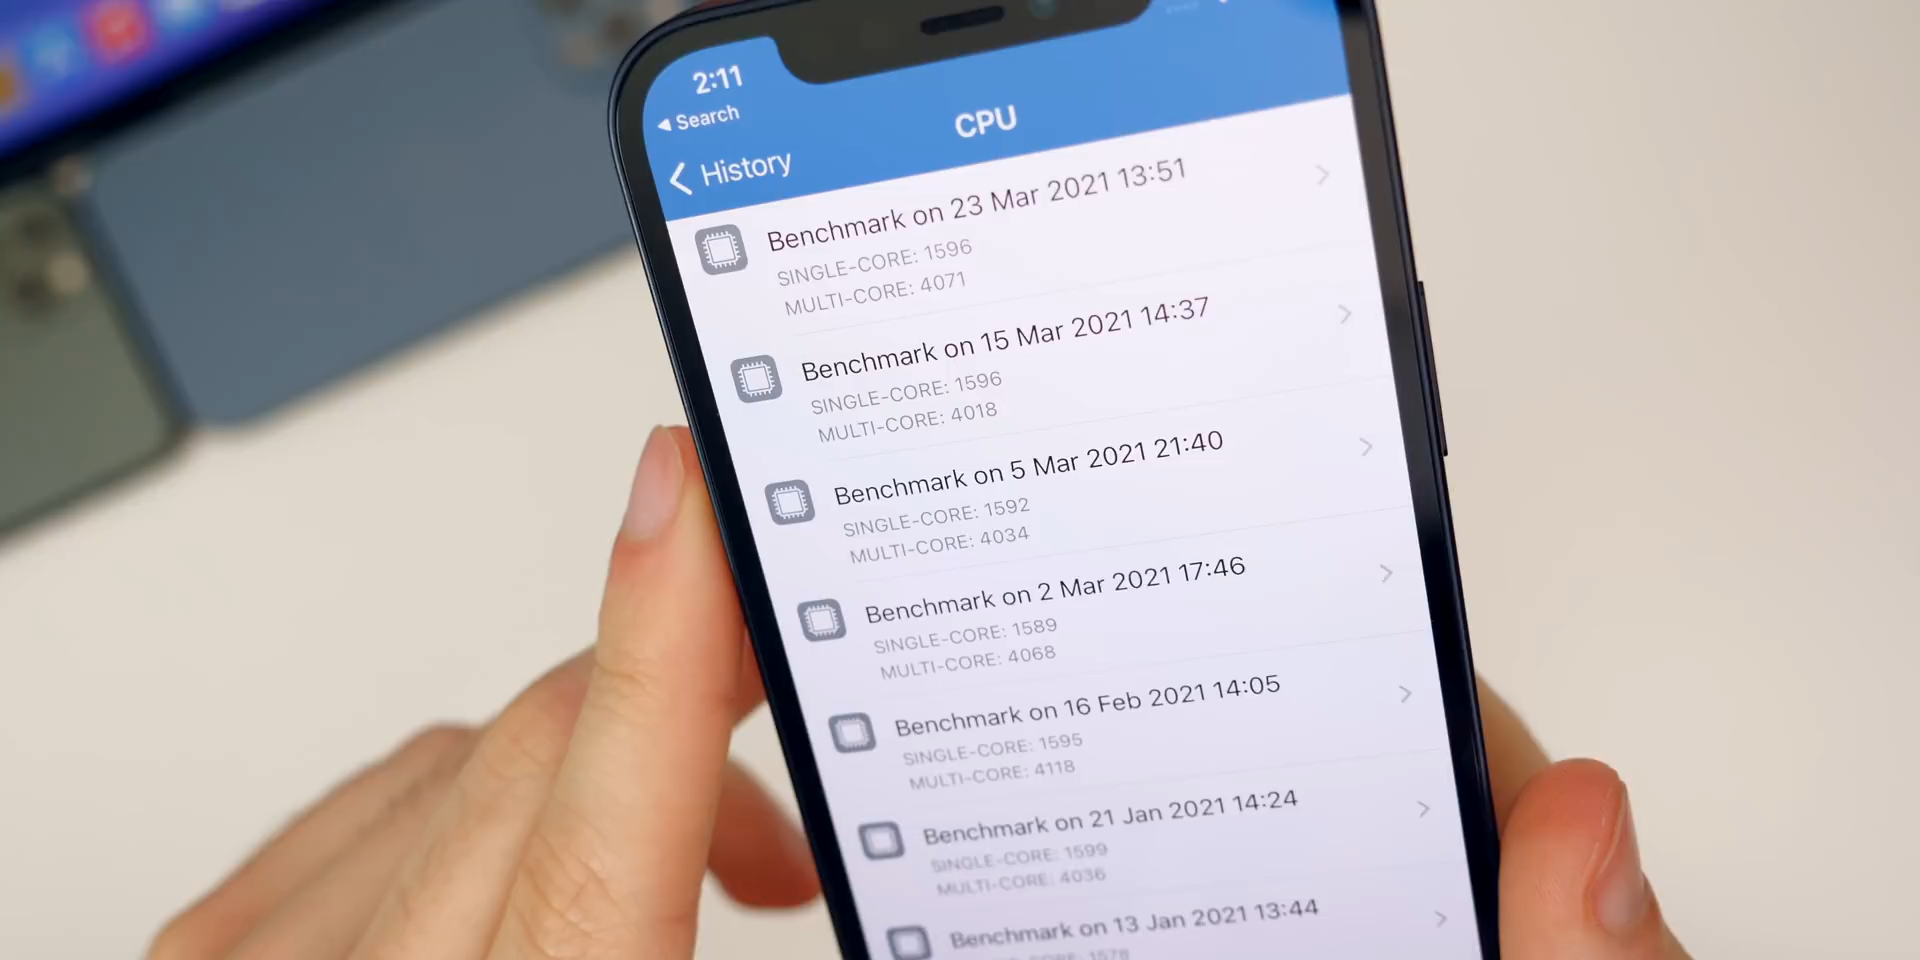 2:11
◀ Search
CPU
History
Benchmark on 23 Mar 2021 13:51
SINGLE-CORE: 1596
MULTI-CORE: 4071
Benchmark on 15 Mar 2021 14:37
SINGLE-CORE: 1596
MULTI-CORE: 4018
Benchmark on 5 Mar 2021 21:40
SINGLE-CORE: 1592
MULTI-CORE: 4034
Benchmark on 2 Mar 2021 17:46
SINGLE-CORE: 1589
MULTI-CORE: 4068
Benchmark on 16 Feb 2021 14:05
SINGLE-CORE: 1595
MULTI-CORE: 4118
Benchmark on 21 Jan 2021 14:24
SINGLE-CORE: 1599
MULTI-CORE: 4036
Benchmark on 13 Jan 2021 13:44